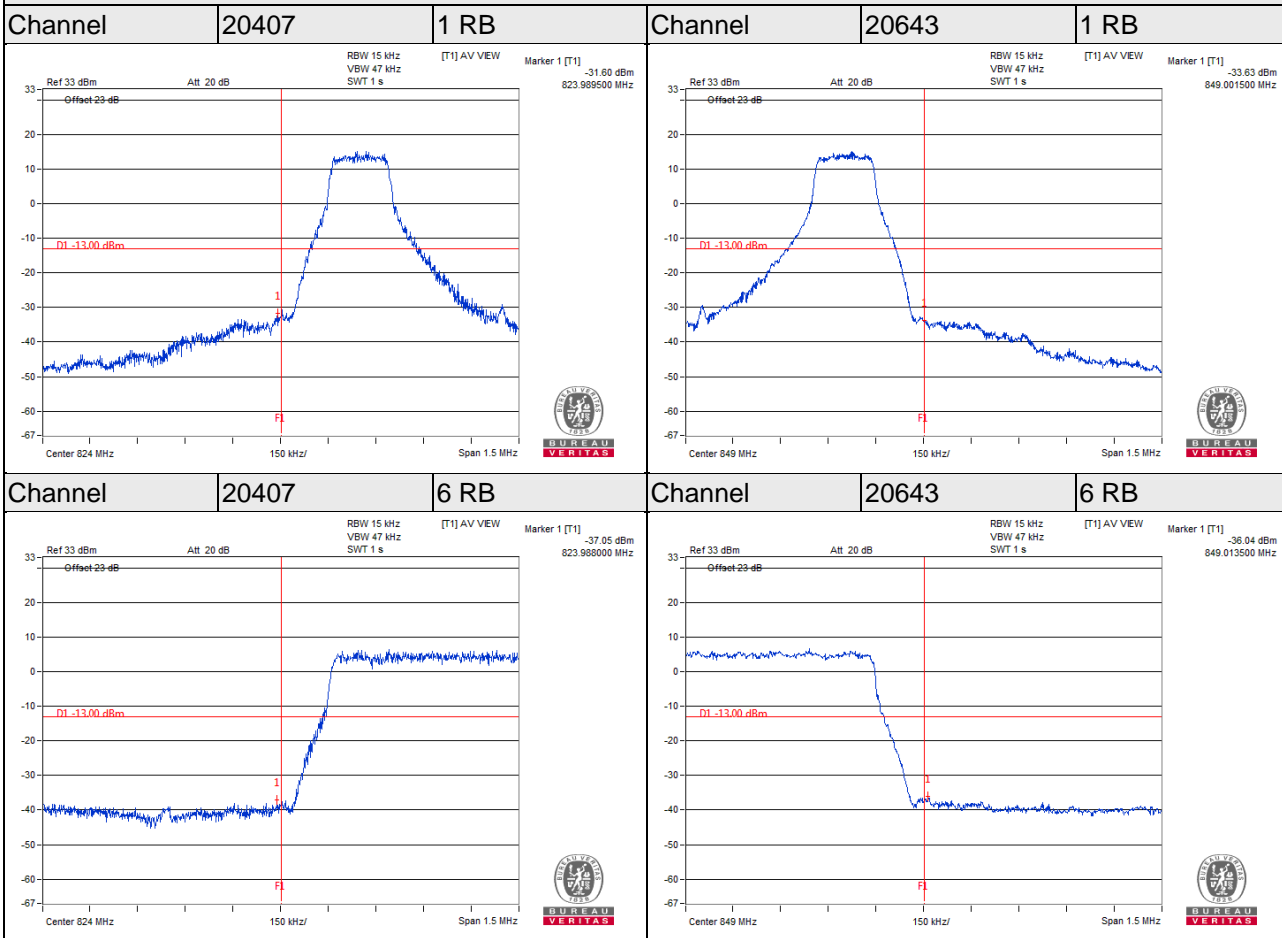 Channel 20407 1 RB
RBW 15 kHz [T1] AV VIEW Marker 1 [T1]
VBW 47 kHz -31.60 dBm
Ref 33 dBm Att 20 dB SWT 1 s 823.989500 MHz
33
Offset 23 dB
20
10
0
-10
D1 -13.00 dBm
-20
1
-30
-40
-50
-60
F1
-67
Center 824 MHz 150 kHz/ Span 1.5 MHz
BUREAU VERITAS
1828
BUREAU
VERITAS
Channel 20643 1 RB
RBW 15 kHz [T1] AV VIEW Marker 1 [T1]
VBW 47 kHz -33.63 dBm
Ref 33 dBm Att 20 dB SWT 1 s 849.001500 MHz
33
Offset 23 dB
20
10
0
-10
D1 -13.00 dBm
-20
1
-30
-40
-50
-60
F1
-67
Center 849 MHz 150 kHz/ Span 1.5 MHz
BUREAU VERITAS
1828
BUREAU
VERITAS
Channel 20407 6 RB
RBW 15 kHz [T1] AV VIEW Marker 1 [T1]
VBW 47 kHz -37.05 dBm
Ref 33 dBm Att 20 dB SWT 1 s 823.988000 MHz
33
Offset 23 dB
20
10
0
-10
D1 -13.00 dBm
-20
-30
1
-40
-50
-60
F1
-67
Center 824 MHz 150 kHz/ Span 1.5 MHz
BUREAU VERITAS
1828
BUREAU
VERITAS
Channel 20643 6 RB
RBW 15 kHz [T1] AV VIEW Marker 1 [T1]
VBW 47 kHz -36.04 dBm
Ref 33 dBm Att 20 dB SWT 1 s 849.013500 MHz
33
Offset 23 dB
20
10
0
-10
D1 -13.00 dBm
-20
-30
1
-40
-50
-60
F1
-67
Center 849 MHz 150 kHz/ Span 1.5 MHz
BUREAU VERITAS
1828
BUREAU
VERITAS